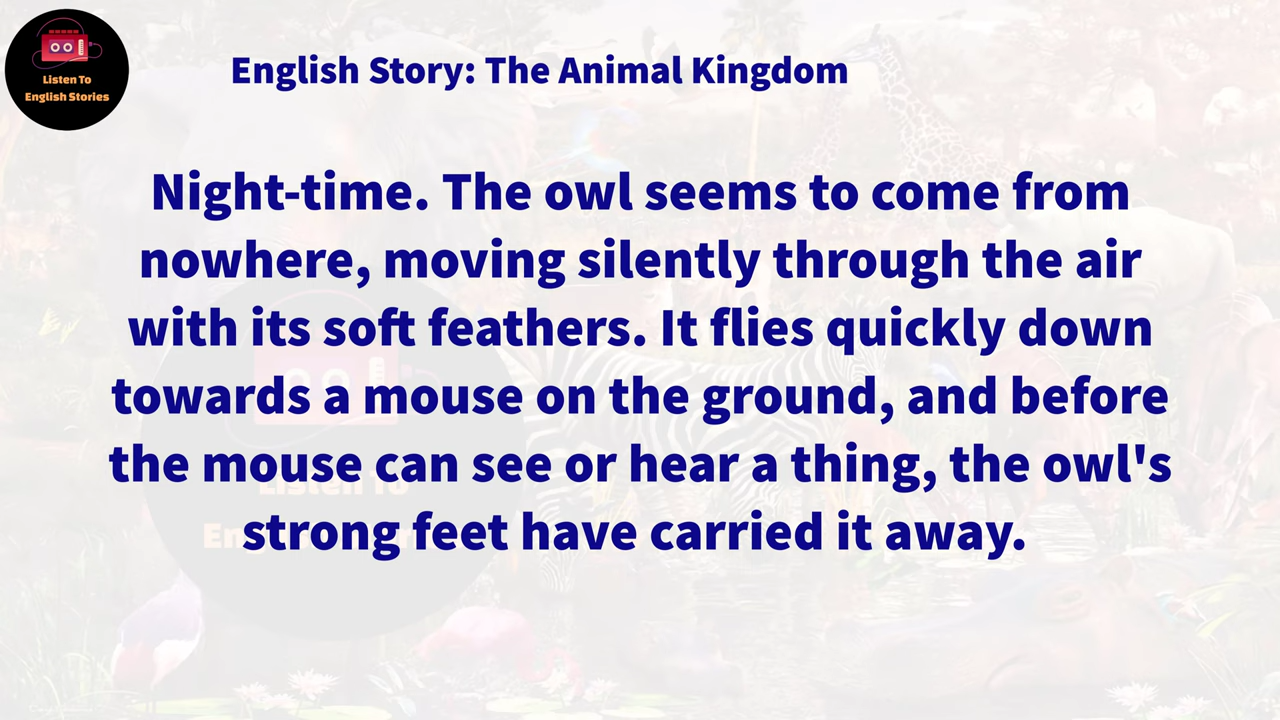 Listen To
English Stories
English Story: The Animal Kingdom
Night-time. The owl seems to come from
nowhere, moving silently through the air
with its soft feathers. It flies quickly down
towards a mouse on the ground, and before
the mouse can see or hear a thing, the owl's
strong feet have carried it away.